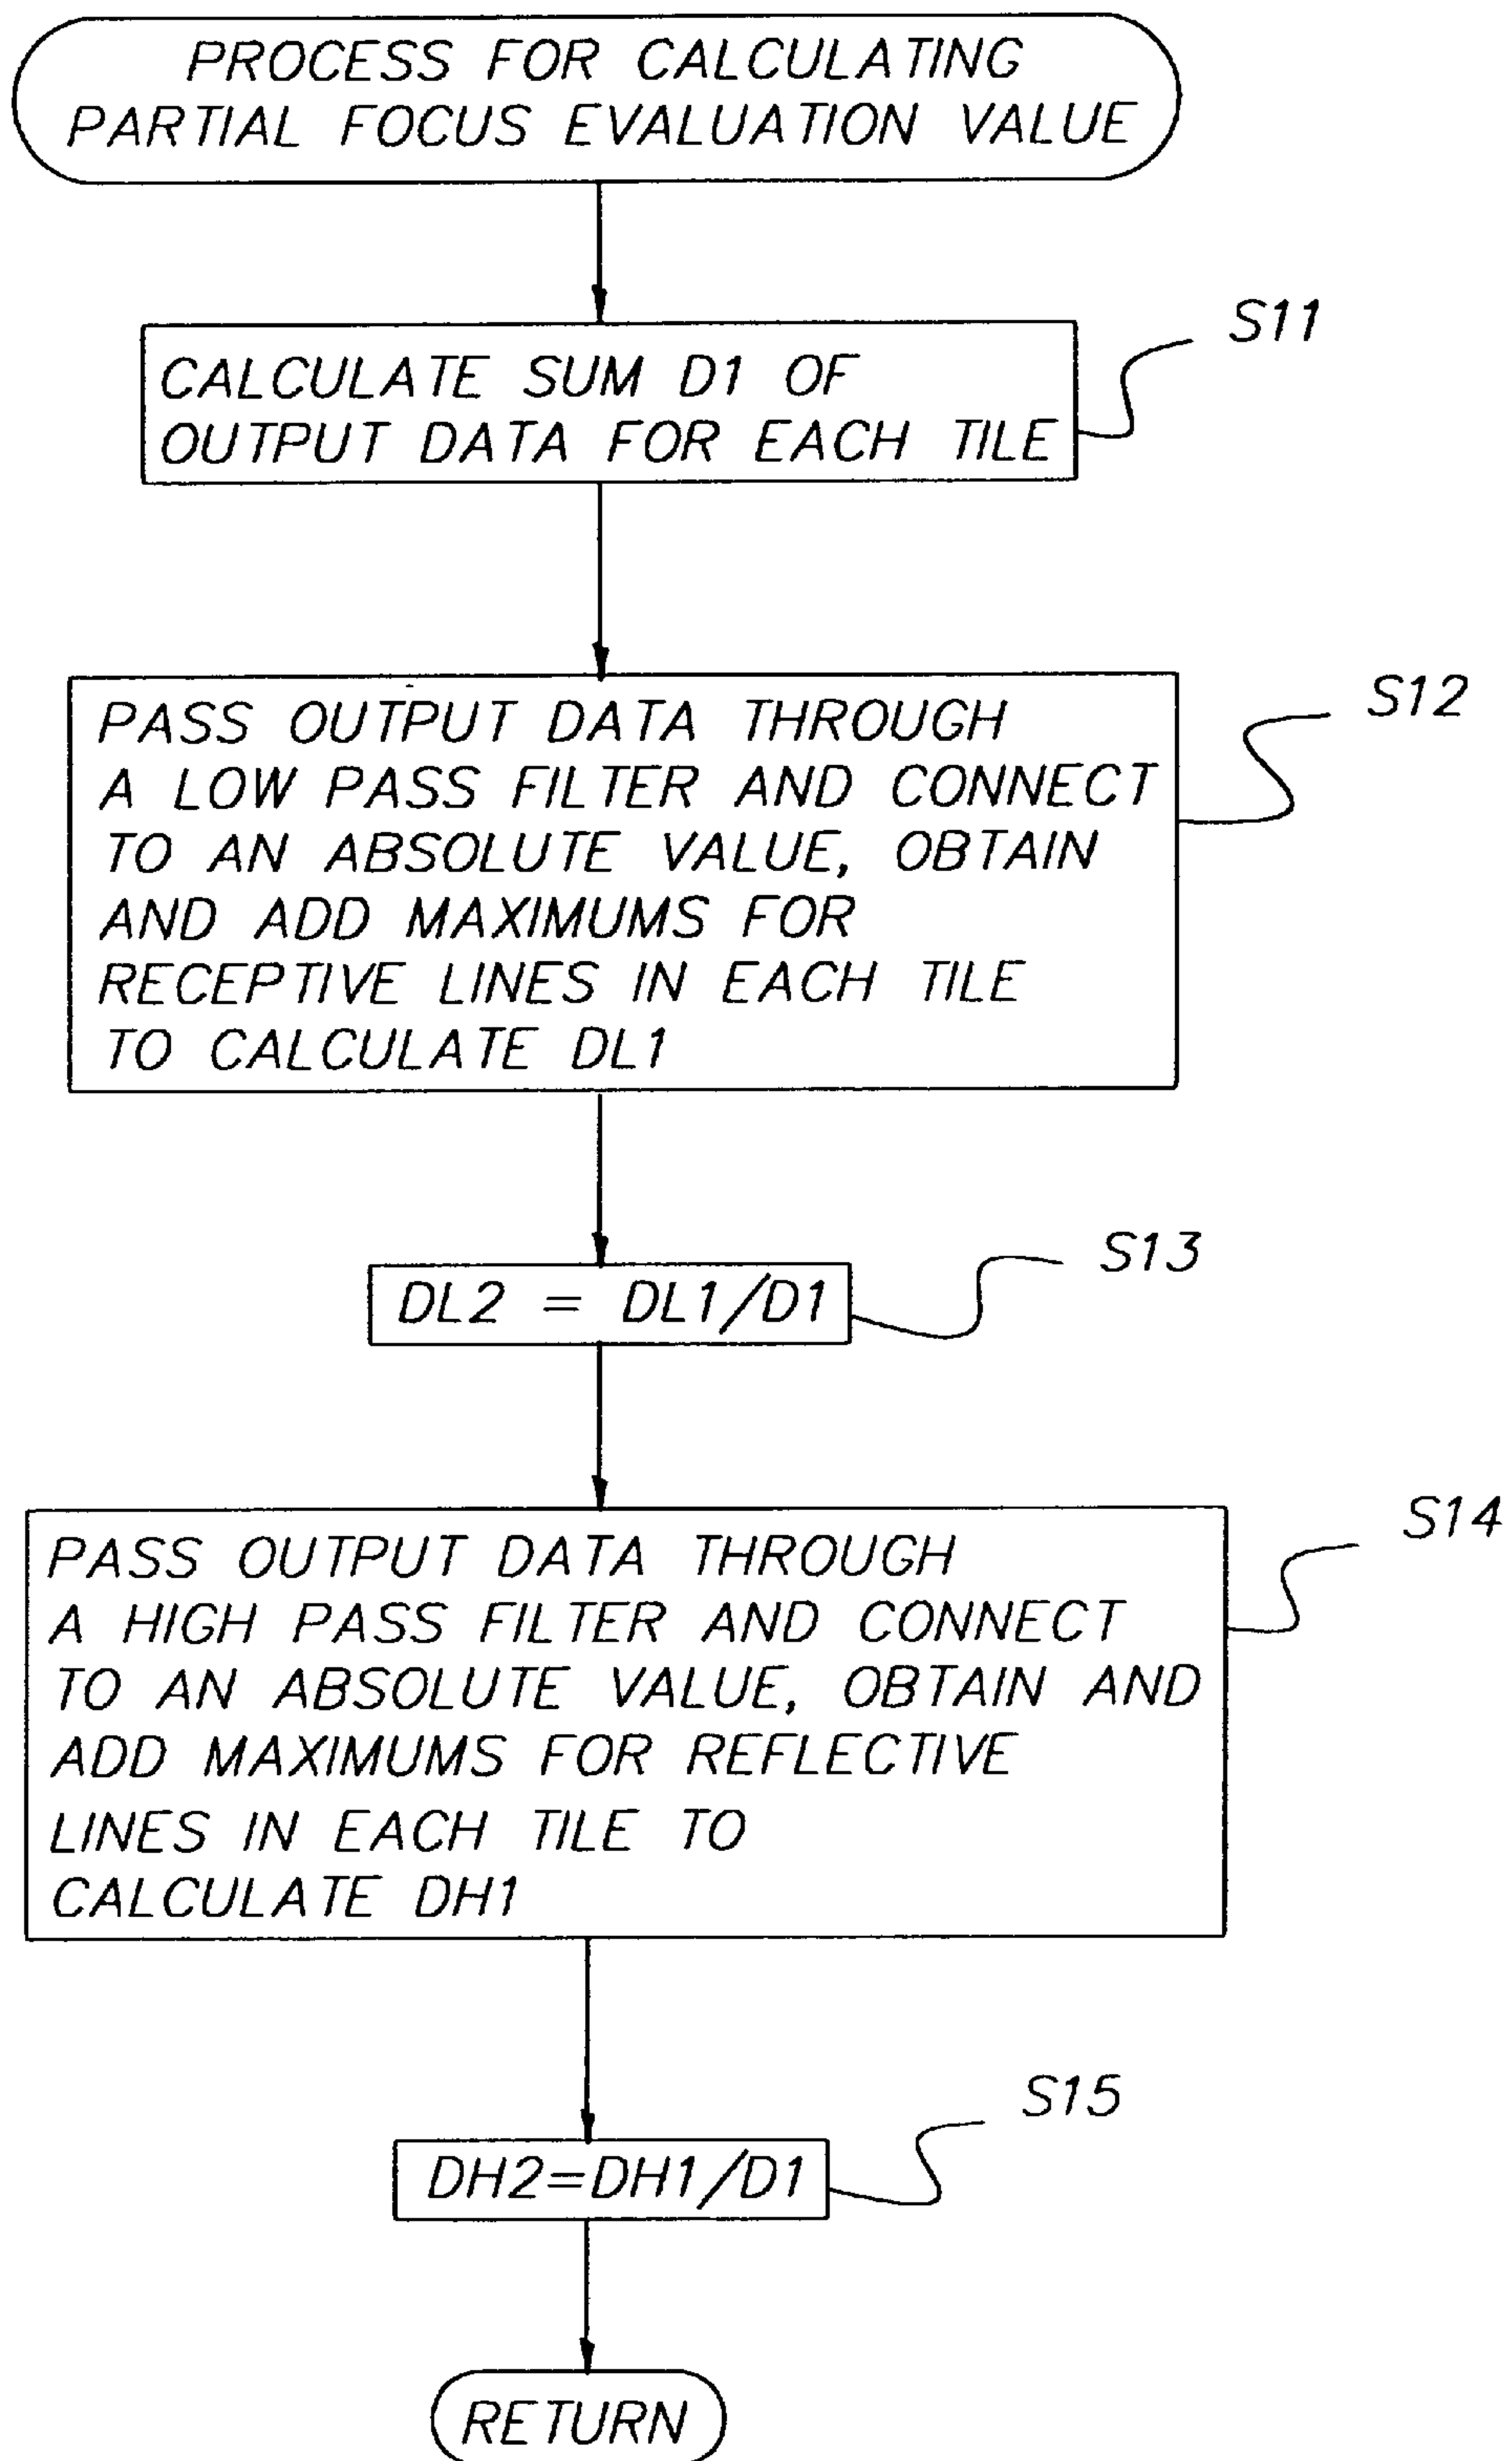 PROCESS FOR CALCULATING
PARTIAL FOCUS EVALUATION VALUE
S11
CALCULATE SUM D1 OF
OUTPUT DATA FOR EACH TILE
S12
PASS OUTPUT DATA THROUGH
A LOW PASS FILTER AND CONNECT
TO AN ABSOLUTE VALUE, OBTAIN
AND ADD MAXIMUMS FOR
RECEPTIVE LINES IN EACH TILE
TO CALCULATE DL1
S13
DL2 = DL1/D1
S14
PASS OUTPUT DATA THROUGH
A HIGH PASS FILTER AND CONNECT
TO AN ABSOLUTE VALUE, OBTAIN AND
ADD MAXIMUMS FOR REFLECTIVE
LINES IN EACH TILE TO
CALCULATE DH1
S15
DH2=DH1/D1
RETURN